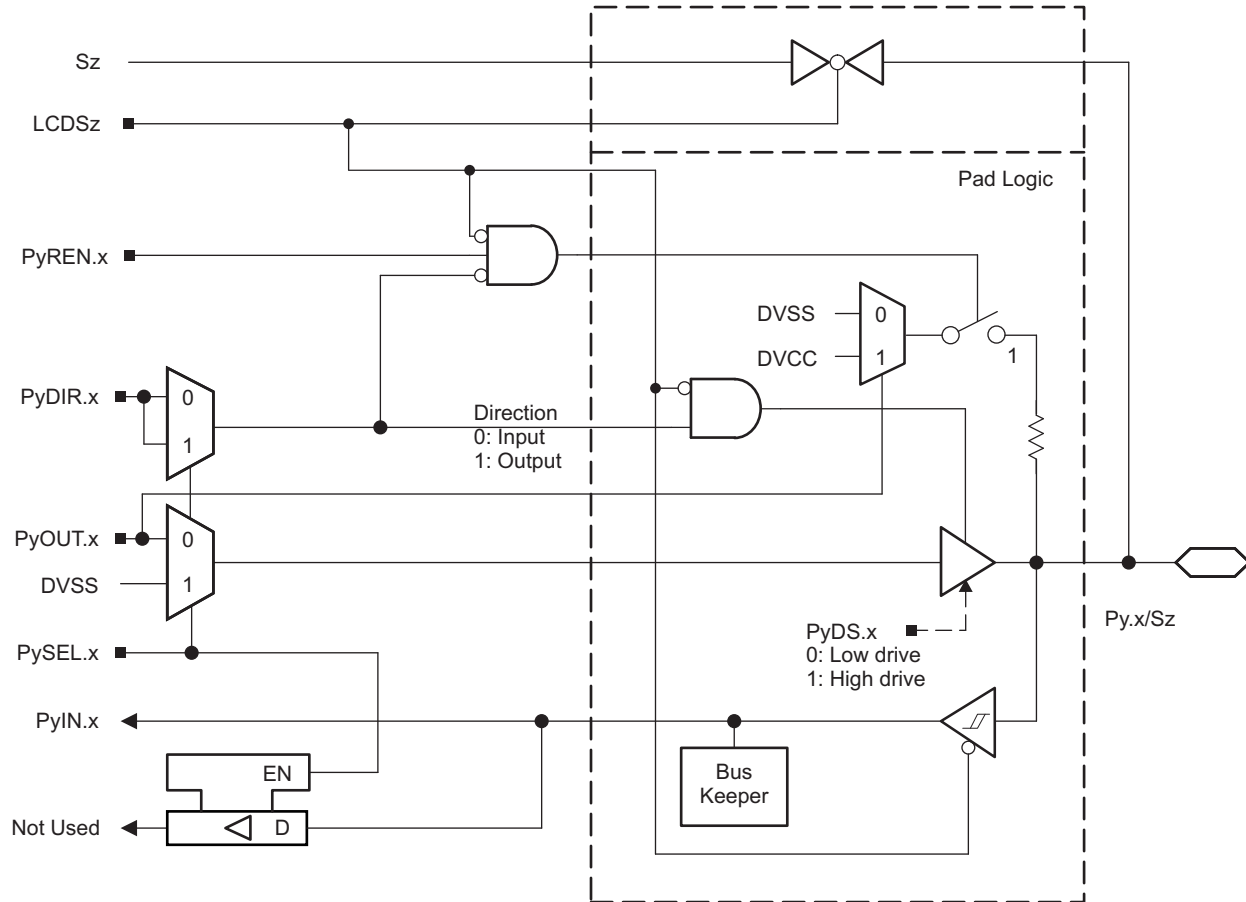 Sz
LCDSz
Pad Logic
PyREN.x
DVSS
0
DVCC
1
1
PyDIR.x
0
1
Direction
0: Input
1: Output
PyOUT.x
0
DVSS
1
PyDS.x
0: Low drive
1: High drive
Py.x/Sz
PySEL.x
PyIN.x
EN
Bus
Keeper
Not Used
D